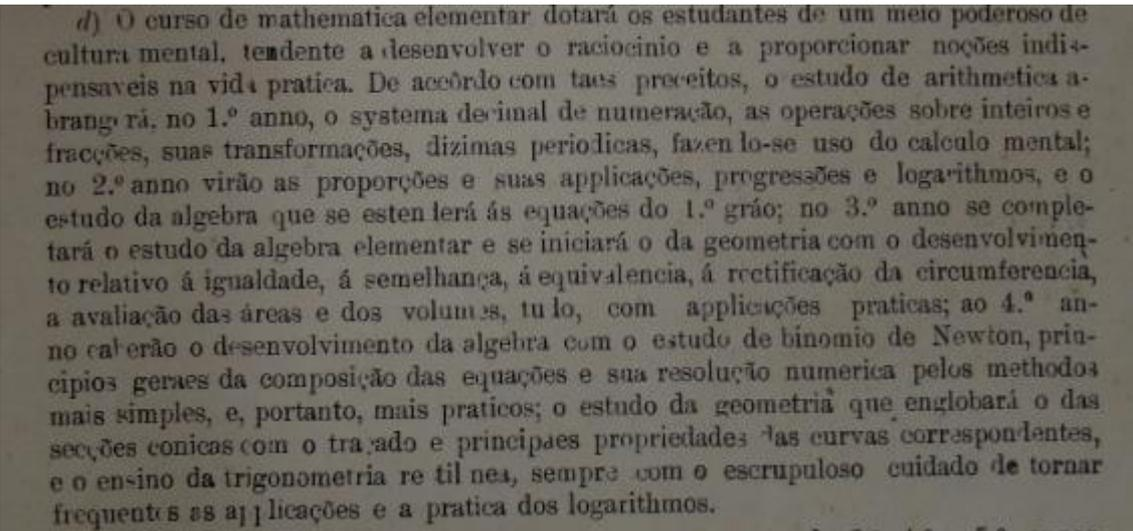 d) O curso de mathematica elementar dotará os estudantes de um meio poderoso de
cultura mental, tendente a desenvolver o raciocinio e a proporcionar noções indis-
pensaveis na vida pratica. De accôrdo com taes preceitos, o estudo de arithmetica a-
brangerá, no 1.º anno, o systema decimal de numeração, as operações sobre inteiros e
fracções, suas transformações, dizimas periodicas, fazendo-se uso do calculo mental;
no 2.º anno virão as proporções e suas applicações, progressões e logarithmos, e o
estudo da algebra que se estenderá ás equações do 1.º gráo; no 3.º anno se comple-
tará o estudo da algebra elementar e se iniciará o da geometria com o desenvolvimen-
to relativo á igualdade, á semelhança, á equivalencia, á rectificação da circumferencia,
a avaliação das áreas e dos volumes, tudo, com applicações praticas; ao 4.º an-
no caberão o desenvolvimento da algebra com o estudo de binomio de Newton, prin-
cipios geraes da composição das equações e sua resolução numerica pelos methodos
mais simples, e, portanto, mais praticos; o estudo da geometria que englobará o das
secções conicas com o traçado e principaes propriedades das curvas correspondentes,
e o ensino da trigonometria rectilinea, sempre com o escrupuloso cuidado de tornar
frequentes as applicações e a pratica dos logarithmos.